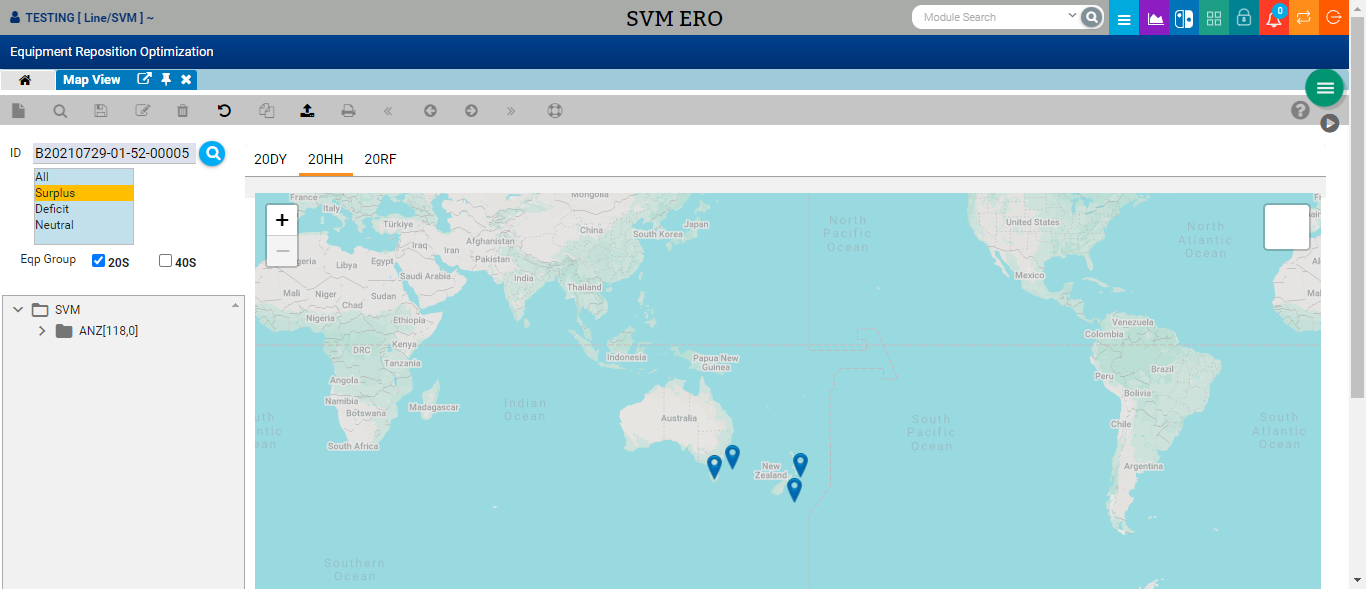 TESTING [ Line/SVM ] ~
SVM ERO
Module Search
0
Equipment Reposition Optimization
Map View
ID B20210729-01-52-00005
All
Surplus
Deficit
Neutral
Eqp Group 20S 40S
SVM
ANZ[118,0]
20DY 20HH 20RF
+
−
France
Italy
Türkiye
Iraq
Iran
Afghanistan
Pakistan
Mongolia
China
South Korea
Japan
Libya
Egypt
Saudi Arabia
India
Thailand
Mali
Niger
Chad
Sudan
Nigeria
Ethiopia
DRC
Kenya
Tanzania
Angola
Namibia
Botswana
Madagascar
South Africa
Indonesia
Papua New
Guinea
Australia
New
Zealand
Indian
Ocean
Southern
Ocean
North
Pacific
Ocean
South
Pacific
Ocean
United States
Mexico
North
Atlantic
Ocean
Venezuela
Colombia
Peru
Brazil
Bolivia
Chile
Argentina
South
Atlantic
Ocean